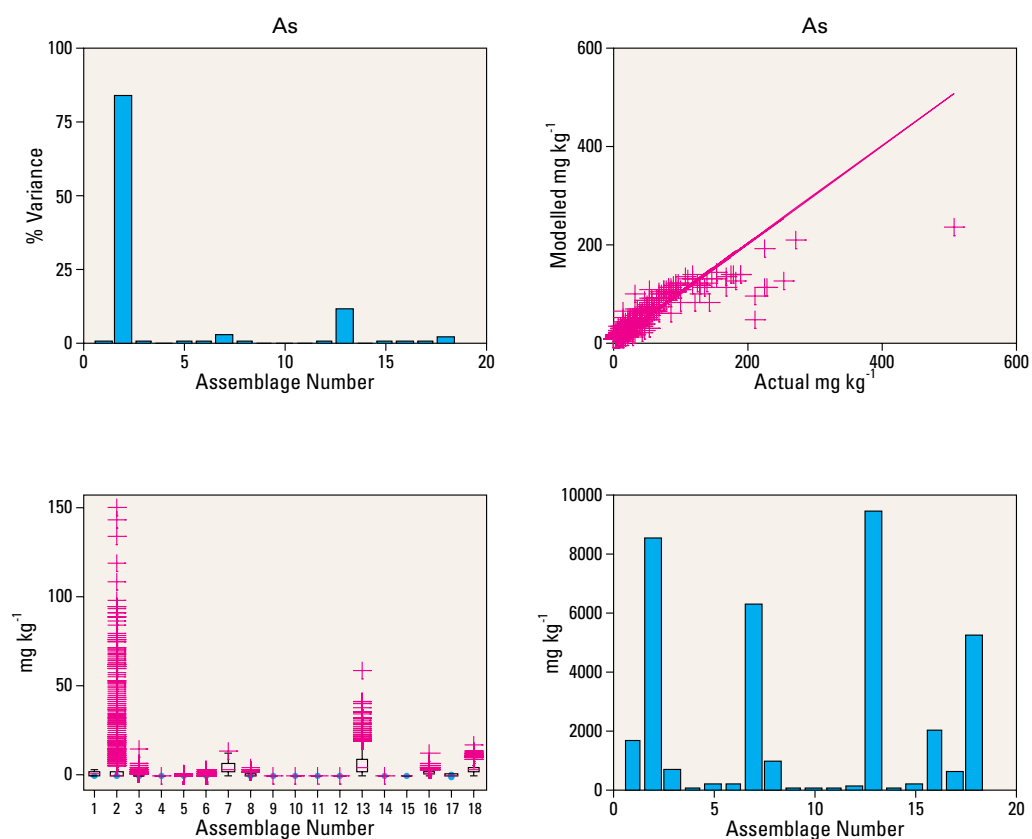 As
100
75
50
25
0
% Variance
0 5 10 15 20
Assemblage Number
As
600
400
200
0
Modelled mg kg-1
0 200 400 600
Actual mg kg-1
150
100
50
0
mg kg-1
1 2 3 4 5 6 7 8 9 10 11 12 13 14 15 16 17 18
Assemblage Number
10000
8000
6000
4000
2000
0
mg kg-1
5 10 15 20
Assemblage Number